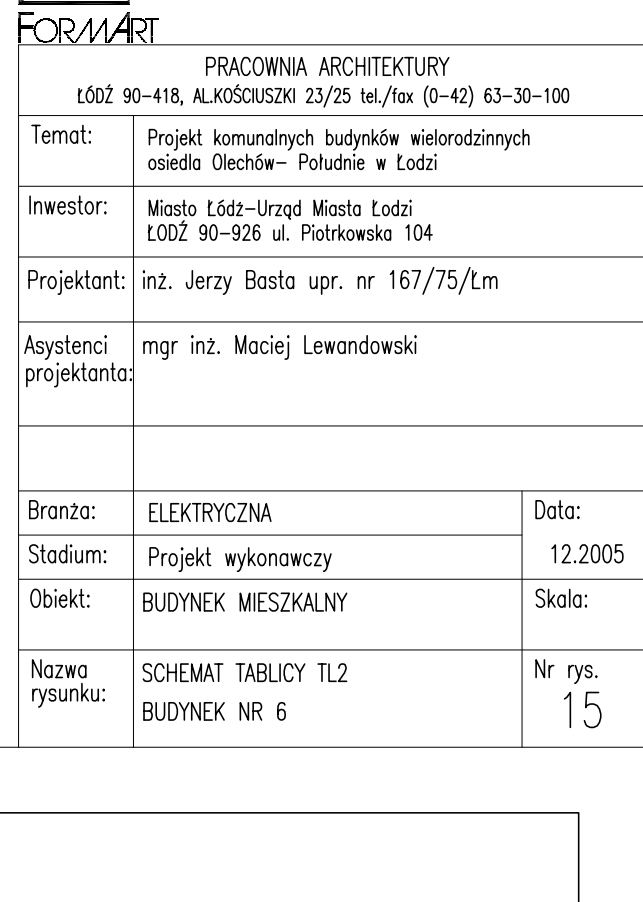 FORMART
PRACOWNIA ARCHITEKTURY
ŁÓDŹ 90-418, AL.KOŚCIUSZKI 23/25 tel./fax (0-42) 63-30-100
Temat:
Projekt komunalnych budynków wielorodzinnych
osiedla Olechów- Południe w Łodzi
Inwestor:
Miasto Łódź-Urząd Miasta Łodzi
ŁODŹ 90-926 ul. Piotrkowska 104
Projektant: inż. Jerzy Basta upr. nr 167/75/Łm
Asystenci
projektanta:
mgr inż. Maciej Lewandowski
Branża: ELEKTRYCZNA
Data:
Stadium: Projekt wykonawczy
12.2005
Obiekt: BUDYNEK MIESZKALNY
Skala:
Nazwa
rysunku:
SCHEMAT TABLICY TL2
BUDYNEK NR 6
Nr rys.
15